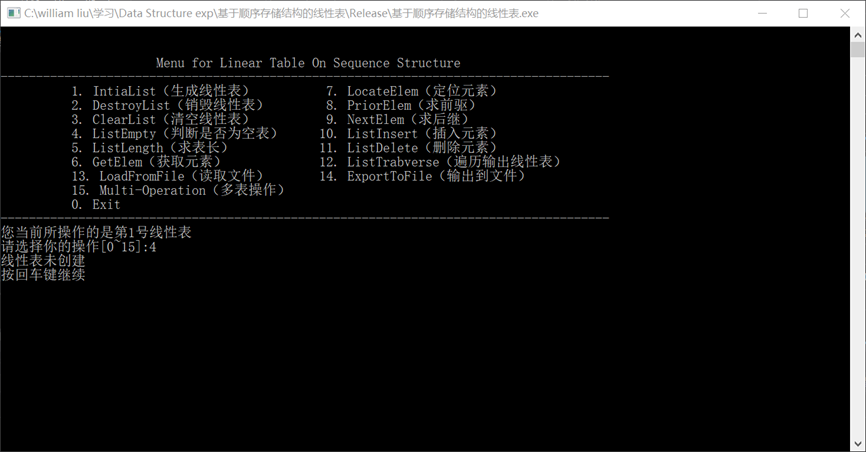 C:\william liu\学习\Data Structure exp\基于顺序存储结构的线性表\Release\基于顺序存储结构的线性表.exe
Menu for Linear Table On Sequence Structure
-------------------------------------------------------------------------------
1. IntiaList（生成线性表） 7. LocateElem（定位元素）
2. DestroyList（销毁线性表） 8. PriorElem（求前驱）
3. ClearList（清空线性表） 9. NextElem（求后继）
4. ListEmpty（判断是否为空表） 10. ListInsert（插入元素）
5. ListLength（求表长） 11. ListDelete（删除元素）
6. GetElem（获取元素） 12. ListTrabverse（遍历输出线性表）
13. LoadFromFile（读取文件） 14. ExportToFile（输出到文件）
15. Multi-Operation（多表操作）
0. Exit
-------------------------------------------------------------------------------
您当前所操作的是第1号线性表
请选择你的操作[0~15]:4
线性表未创建
按回车键继续